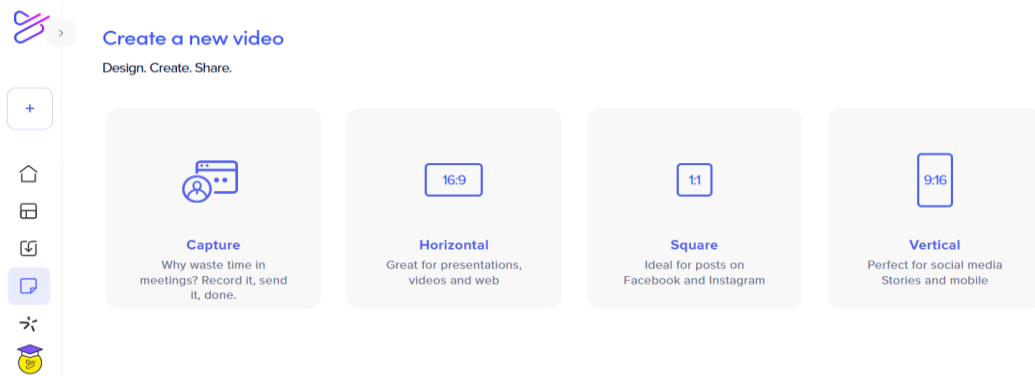 Create a new video
Design. Create. Share.
+
16:9
1:1
9:16
Capture
Why waste time in
meetings? Record it, send
it, done.
Horizontal
Great for presentations,
videos and web
Square
Ideal for posts on
Facebook and Instagram
Vertical
Perfect for social media
Stories and mobile